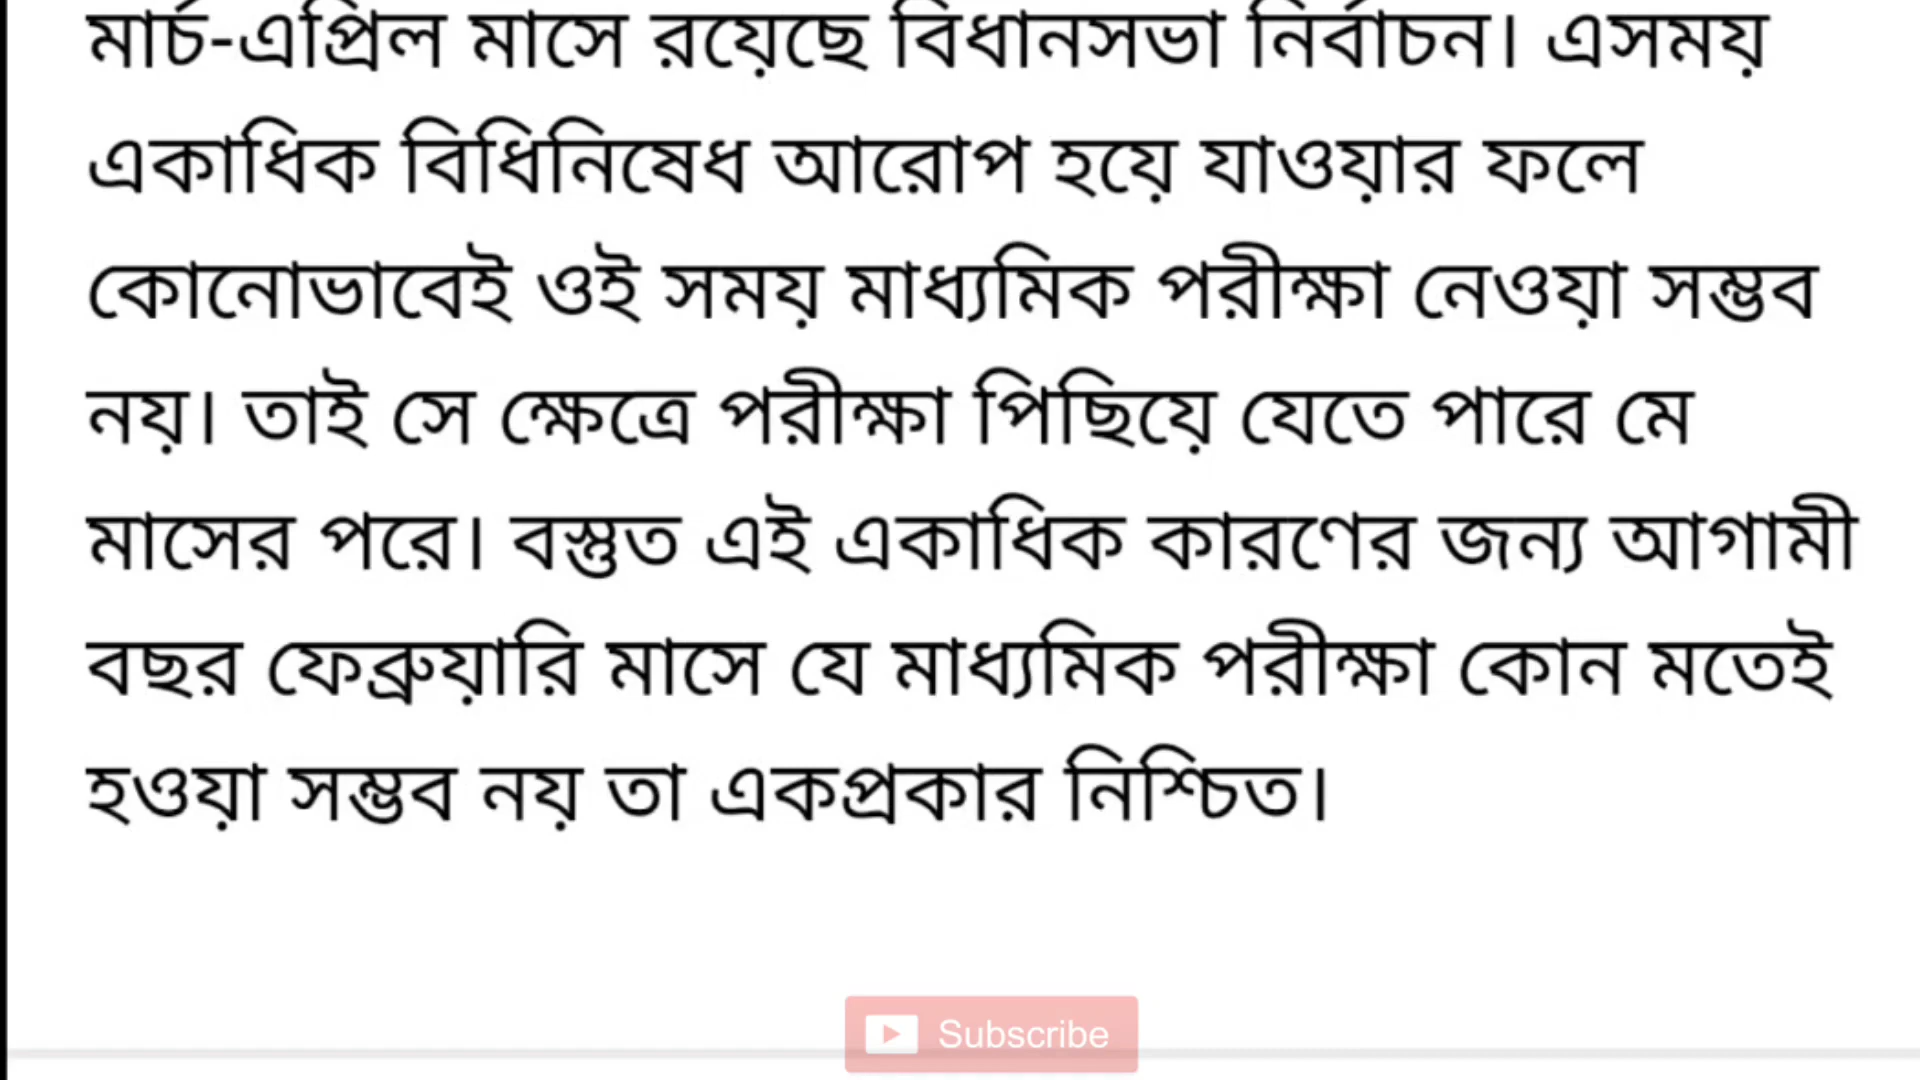 মার্চ-এপ্রিল মাসে রয়েছে বিধানসভা নির্বাচন। এসময়
একাধিক বিধিনিষেধ আরোপ হয়ে যাওয়ার ফলে
কোনোভাবেই ওই সময় মাধ্যমিক পরীক্ষা নেওয়া সম্ভব
নয়। তাই সে ক্ষেত্রে পরীক্ষা পিছিয়ে যেতে পারে মে
মাসের পরে। বস্তুত এই একাধিক কারণের জন্য আগামী
বছর ফেব্রুয়ারি মাসে যে মাধ্যমিক পরীক্ষা কোন মতেই
হওয়া সম্ভব নয় তা একপ্রকার নিশ্চিত।
Subscribe